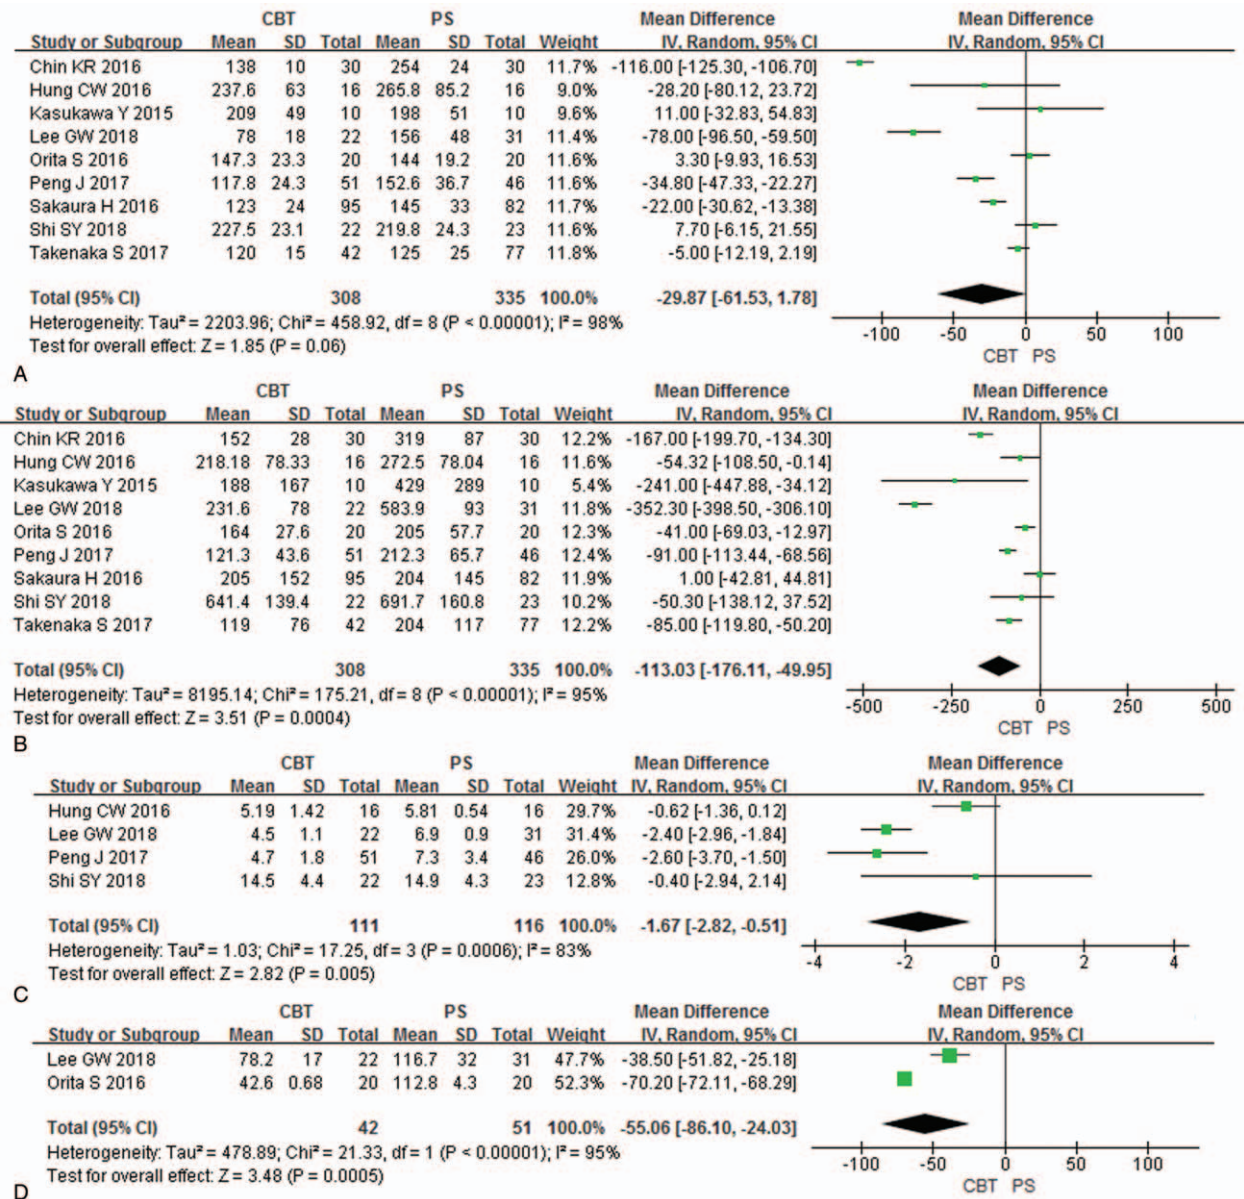 CBT PS Mean Difference Mean Difference
Study or Subgroup Mean SD Total Mean SD Total Weight IV, Random, 95% CI IV, Random, 95% CI
Chin KR 2016 138 10 30 254 24 30 11.7% -116.00 [-125.30, -106.70]
Hung CW 2016 237.6 63 16 265.8 85.2 16 9.0% -28.20 [-80.12, 23.72]
Kasukawa Y 2015 209 49 10 198 51 10 9.6% 11.00 [-32.83, 54.83]
Lee GW 2018 78 18 22 156 48 31 11.4% -78.00 [-96.50, -59.50]
Orita S 2016 147.3 23.3 20 144 19.2 20 11.6% 3.30 [-9.93, 16.53]
Peng J 2017 117.8 24.3 51 152.6 36.7 46 11.6% -34.80 [-47.33, -22.27]
Sakaura H 2016 123 24 95 145 33 82 11.7% -22.00 [-30.62, -13.38]
Shi SY 2018 227.5 23.1 22 219.8 24.3 23 11.6% 7.70 [-6.15, 21.55]
Takenaka S 2017 120 15 42 125 25 77 11.8% -5.00 [-12.19, 2.19]
Total (95% CI) 308 335 100.0% -29.87 [-61.53, 1.78]
Heterogeneity: Tau² = 2203.96; Chi² = 458.92, df = 8 (P < 0.00001); I² = 98%
Test for overall effect: Z = 1.85 (P = 0.06)
-100 -50 0 50 100
CBT PS
A
CBT PS Mean Difference Mean Difference
Study or Subgroup Mean SD Total Mean SD Total Weight IV, Random, 95% CI IV, Random, 95% CI
Chin KR 2016 152 28 30 319 87 30 12.2% -167.00 [-199.70, -134.30]
Hung CW 2016 218.18 78.33 16 272.5 78.04 16 11.6% -54.32 [-108.50, -0.14]
Kasukawa Y 2015 188 167 10 429 289 10 5.4% -241.00 [-447.88, -34.12]
Lee GW 2018 231.6 78 22 583.9 93 31 11.8% -352.30 [-398.50, -306.10]
Orita S 2016 164 27.6 20 205 57.7 20 12.3% -41.00 [-69.03, -12.97]
Peng J 2017 121.3 43.6 51 212.3 65.7 46 12.4% -91.00 [-113.44, -68.56]
Sakaura H 2016 205 152 95 204 145 82 11.9% 1.00 [-42.81, 44.81]
Shi SY 2018 641.4 139.4 22 691.7 160.8 23 10.2% -50.30 [-138.12, 37.52]
Takenaka S 2017 119 76 42 204 117 77 12.2% -85.00 [-119.80, -50.20]
Total (95% CI) 308 335 100.0% -113.03 [-176.11, -49.95]
Heterogeneity: Tau² = 8195.14; Chi² = 175.21, df = 8 (P < 0.00001); I² = 95%
Test for overall effect: Z = 3.51 (P = 0.0004)
-500 -250 0 250 500
CBT PS
B
CBT PS Mean Difference Mean Difference
Study or Subgroup Mean SD Total Mean SD Total Weight IV, Random, 95% CI IV, Random, 95% CI
Hung CW 2016 5.19 1.42 16 5.81 0.54 16 29.7% -0.62 [-1.36, 0.12]
Lee GW 2018 4.5 1.1 22 6.9 0.9 31 31.4% -2.40 [-2.96, -1.84]
Peng J 2017 4.7 1.8 51 7.3 3.4 46 26.0% -2.60 [-3.70, -1.50]
Shi SY 2018 14.5 4.4 22 14.9 4.3 23 12.8% -0.40 [-2.94, 2.14]
Total (95% CI) 111 116 100.0% -1.67 [-2.82, -0.51]
Heterogeneity: Tau² = 1.03; Chi² = 17.25, df = 3 (P = 0.0006); I² = 83%
Test for overall effect: Z = 2.82 (P = 0.005)
-4 -2 0 2 4
CBT PS
C
CBT PS Mean Difference Mean Difference
Study or Subgroup Mean SD Total Mean SD Total Weight IV, Random, 95% CI IV, Random, 95% CI
Lee GW 2018 78.2 17 22 116.7 32 31 47.7% -38.50 [-51.82, -25.18]
Orita S 2016 42.6 0.68 20 112.8 4.3 20 52.3% -70.20 [-72.11, -68.29]
Total (95% CI) 42 51 100.0% -55.06 [-86.10, -24.03]
Heterogeneity: Tau² = 478.89; Chi² = 21.33, df = 1 (P < 0.00001); I² = 95%
Test for overall effect: Z = 3.48 (P = 0.0005)
-100 -50 0 50 100
CBT PS
D